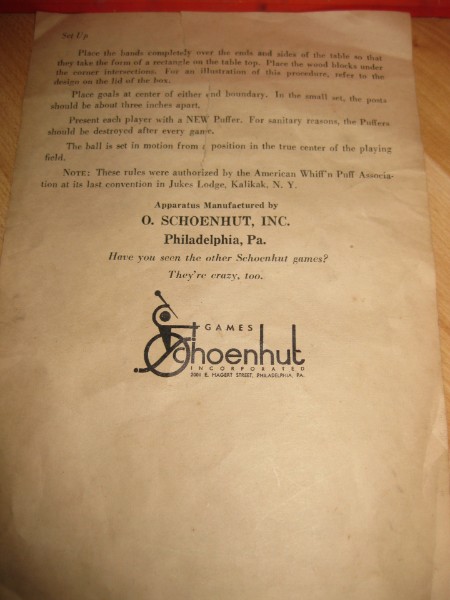 Set Up
Place the bands completely over the ends and sides of the table so that
they take the form of a rectangle on the table top. Place the wood blocks under
the corner intersections. For an illustration of this procedure, refer to the
design on the lid of the box.
Place goals at center of either end boundary. In the small set, the posts
should be about three inches apart.
Present each player with a NEW Puffer. For sanitary reasons, the Puffers
should be destroyed after every game.
The ball is set in motion from a position in the true center of the playing
field.
NOTE: These rules were authorized by the American Whiff'n Puff Associa-
tion at its last convention in Jukes Lodge, Kalikak, N. Y.
Apparatus Manufactured by
O. SCHOENHUT, INC.
Philadelphia, Pa.
Have you seen the other Schoenhut games?
They're crazy, too.
GAMES
Schoenhut
INCORPORATED
2001 E. HAGERT STREET, PHILADELPHIA, PA.